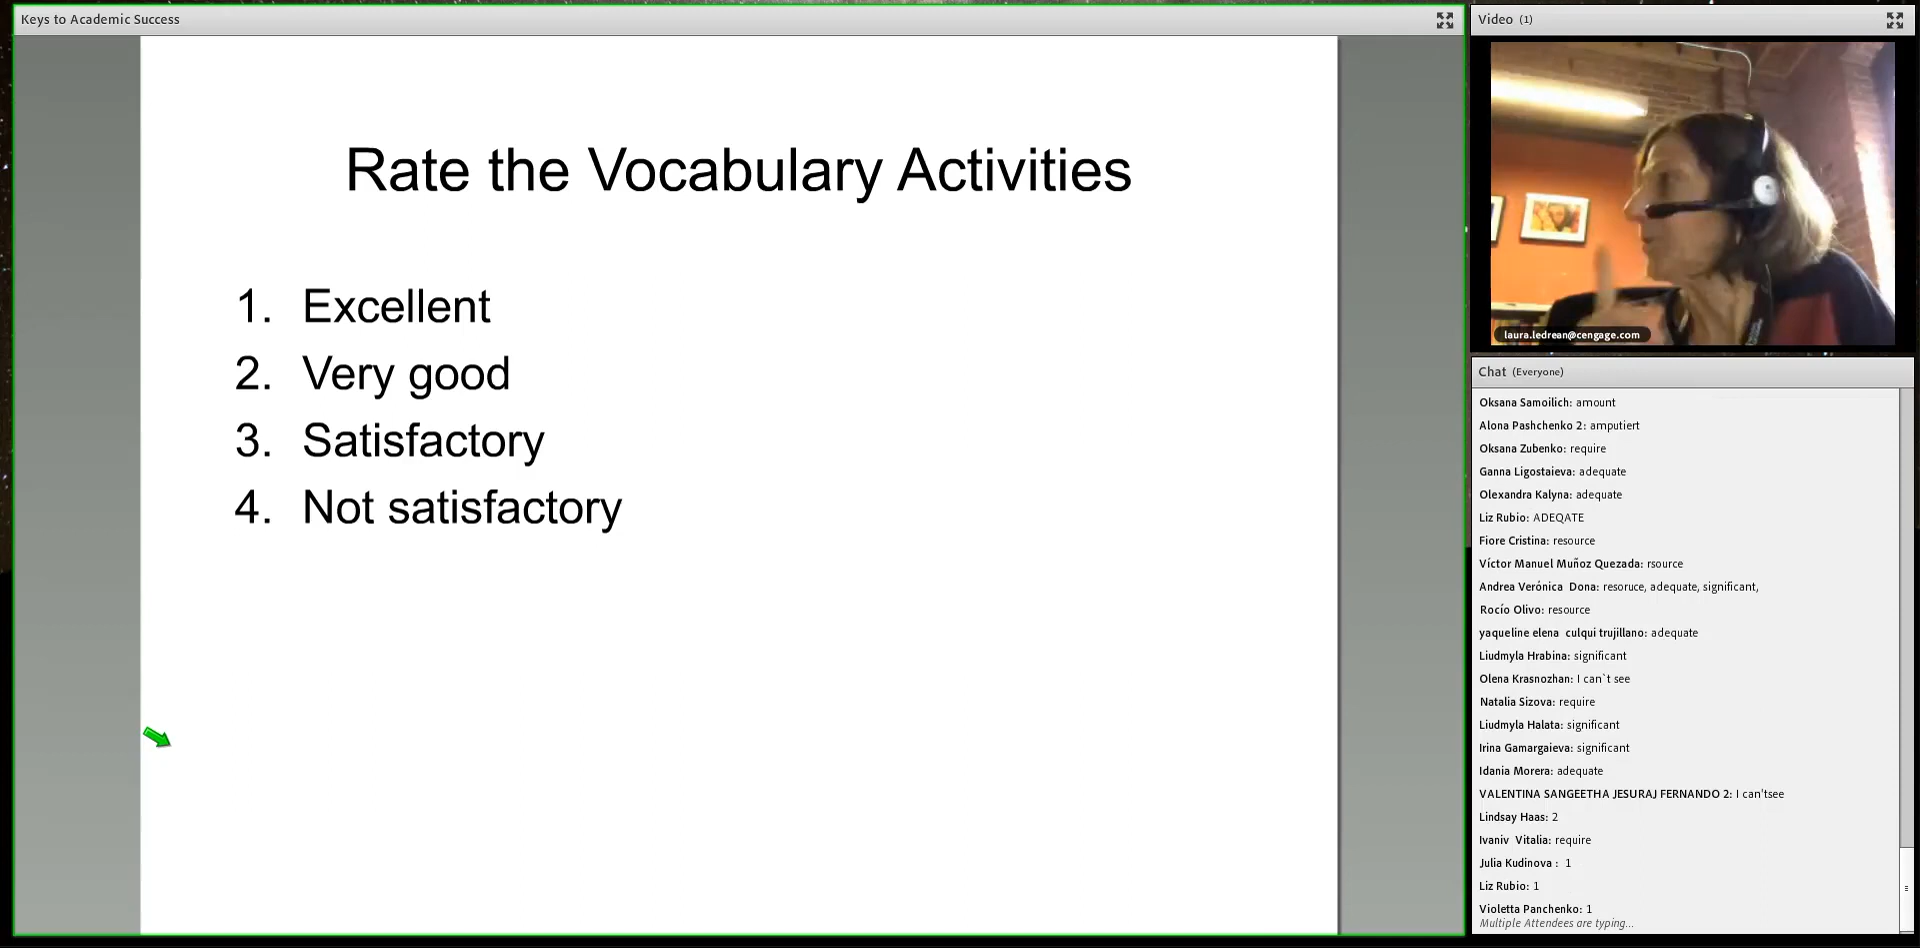 Keys to Academic Success
Rate the Vocabulary Activities
1. Excellent
2. Very good
3. Satisfactory
4. Not satisfactory
Video (1)
laura.ledrean@cengage.com
Chat (Everyone)
Oksana Samoilich: amount
Alona Pashchenko 2: amputiert
Oksana Zubenko: require
Ganna Ligostaieva: adequate
Olexandra Kalyna: adequate
Liz Rubio: ADEQATE
Fiore Cristina: resource
Víctor Manuel Muñoz Quezada: rsource
Andrea Verónica Dona: resoruce, adequate, significant,
Rocío Olivo: resource
yaqueline elena culqui trujillano: adequate
Liudmyla Hrabina: significant
Olena Krasnozhan: I can`t see
Natalia Sizova: require
Liudmyla Halata: significant
Irina Gamargaieva: significant
Idania Morera: adequate
VALENTINA SANGEETHA JESURAJ FERNANDO 2: I can'tsee
Lindsay Haas: 2
Ivaniv Vitalia: require
Julia Kudinova : 1
Liz Rubio: 1
Violetta Panchenko: 1
Multiple Attendees are typing...